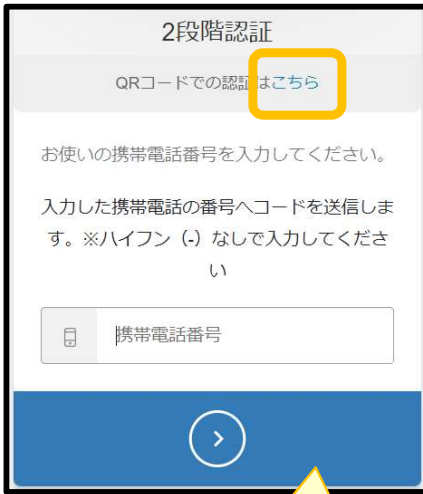 2段階認証
QRコードでの認証はこちら
お使いの携帯電話番号を入力してください。
入力した携帯電話の番号へコードを送信しま
す。※ハイフン（-）なしで入力してくださ
い
携帯電話番号